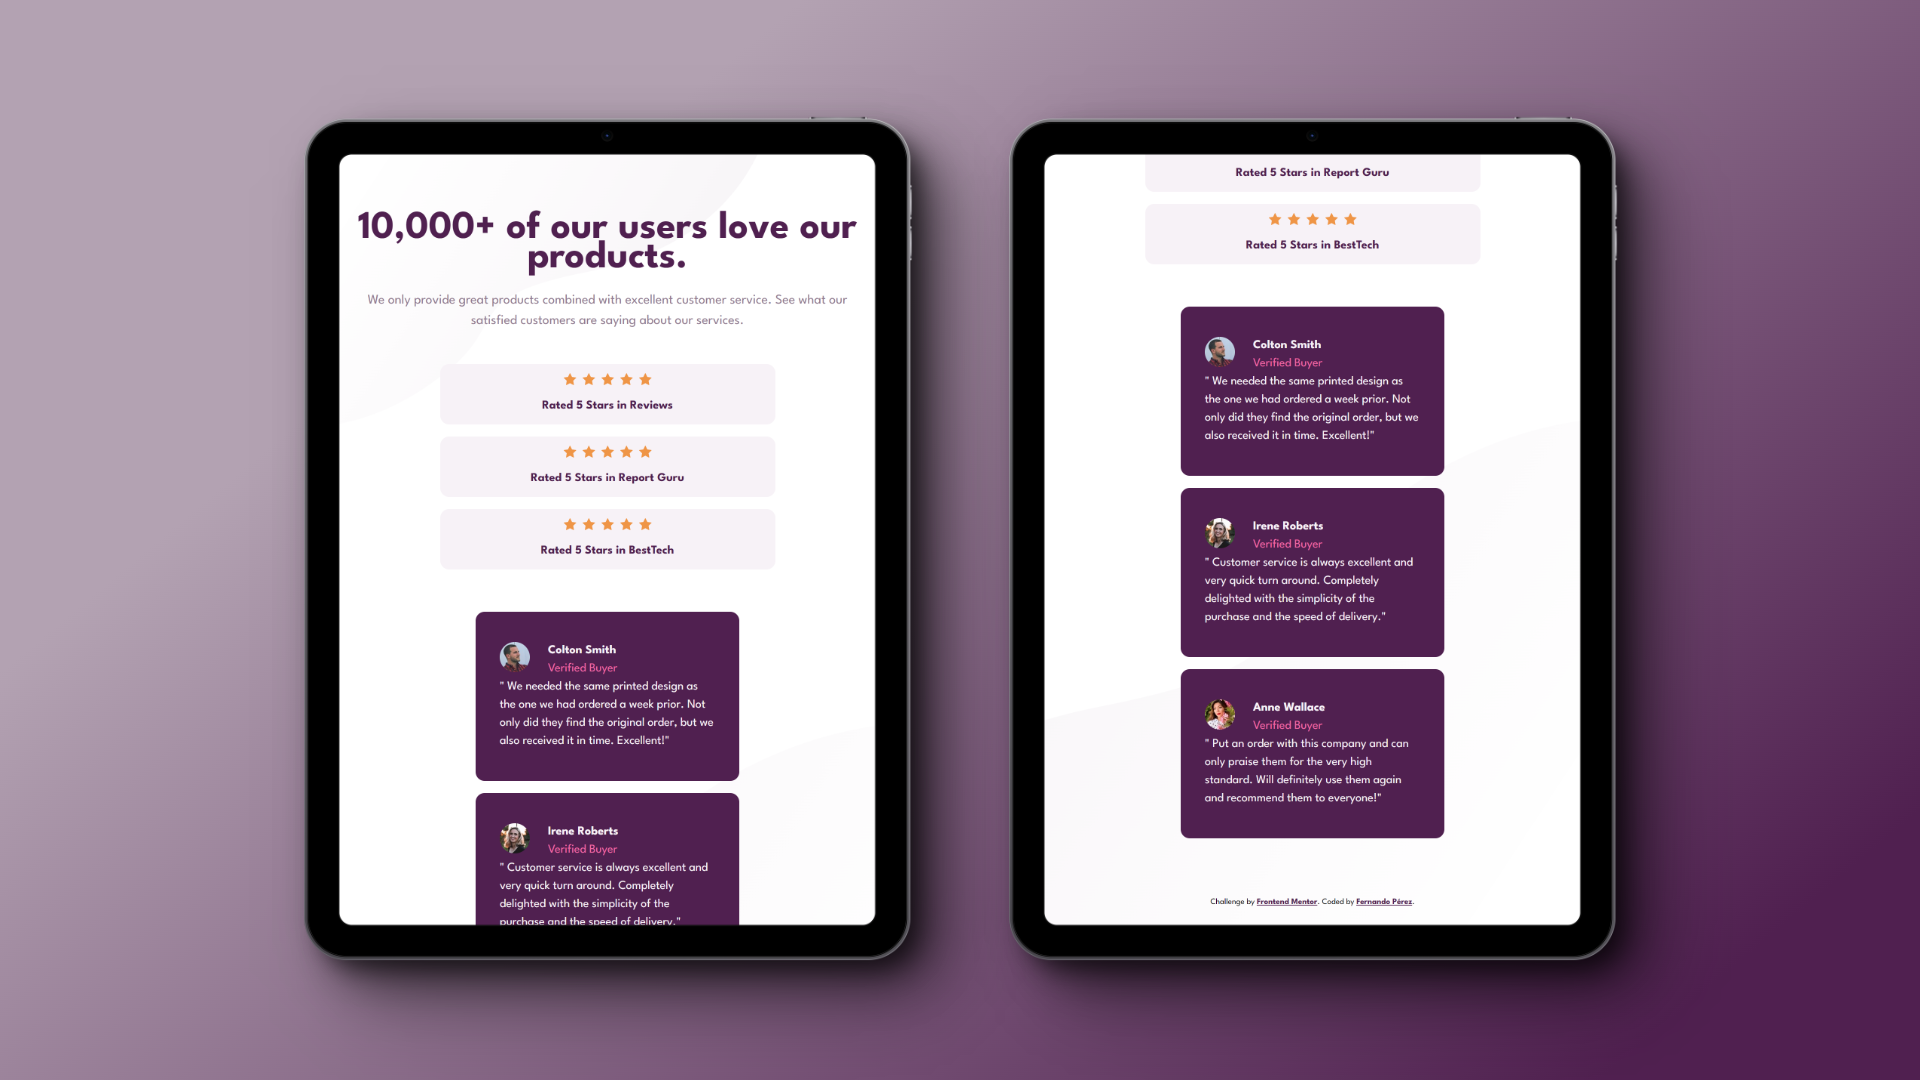 10,000+ of our users love our
products.
We only provide great products combined with excellent customer service. See what our
satisfied customers are saying about our services.
Rated 5 Stars in Reviews
Rated 5 Stars in Report Guru
Rated 5 Stars in BestTech
Colton Smith
Verified Buyer
" We needed the same printed design as
the one we had ordered a week prior. Not
only did they find the original order, but we
also received it in time. Excellent!"
Irene Roberts
Verified Buyer
" Customer service is always excellent and
very quick turn around. Completely
delighted with the simplicity of the
purchase and the speed of delivery."
Rated 5 Stars in Report Guru
Rated 5 Stars in BestTech
Colton Smith
Verified Buyer
" We needed the same printed design as
the one we had ordered a week prior. Not
only did they find the original order, but we
also received it in time. Excellent!"
Irene Roberts
Verified Buyer
" Customer service is always excellent and
very quick turn around. Completely
delighted with the simplicity of the
purchase and the speed of delivery."
Anne Wallace
Verified Buyer
" Put an order with this company and can
only praise them for the very high
standard. Will definitely use them again
and recommend them to everyone!"
Challenge by Frontend Mentor. Coded by Fernando Pérez.